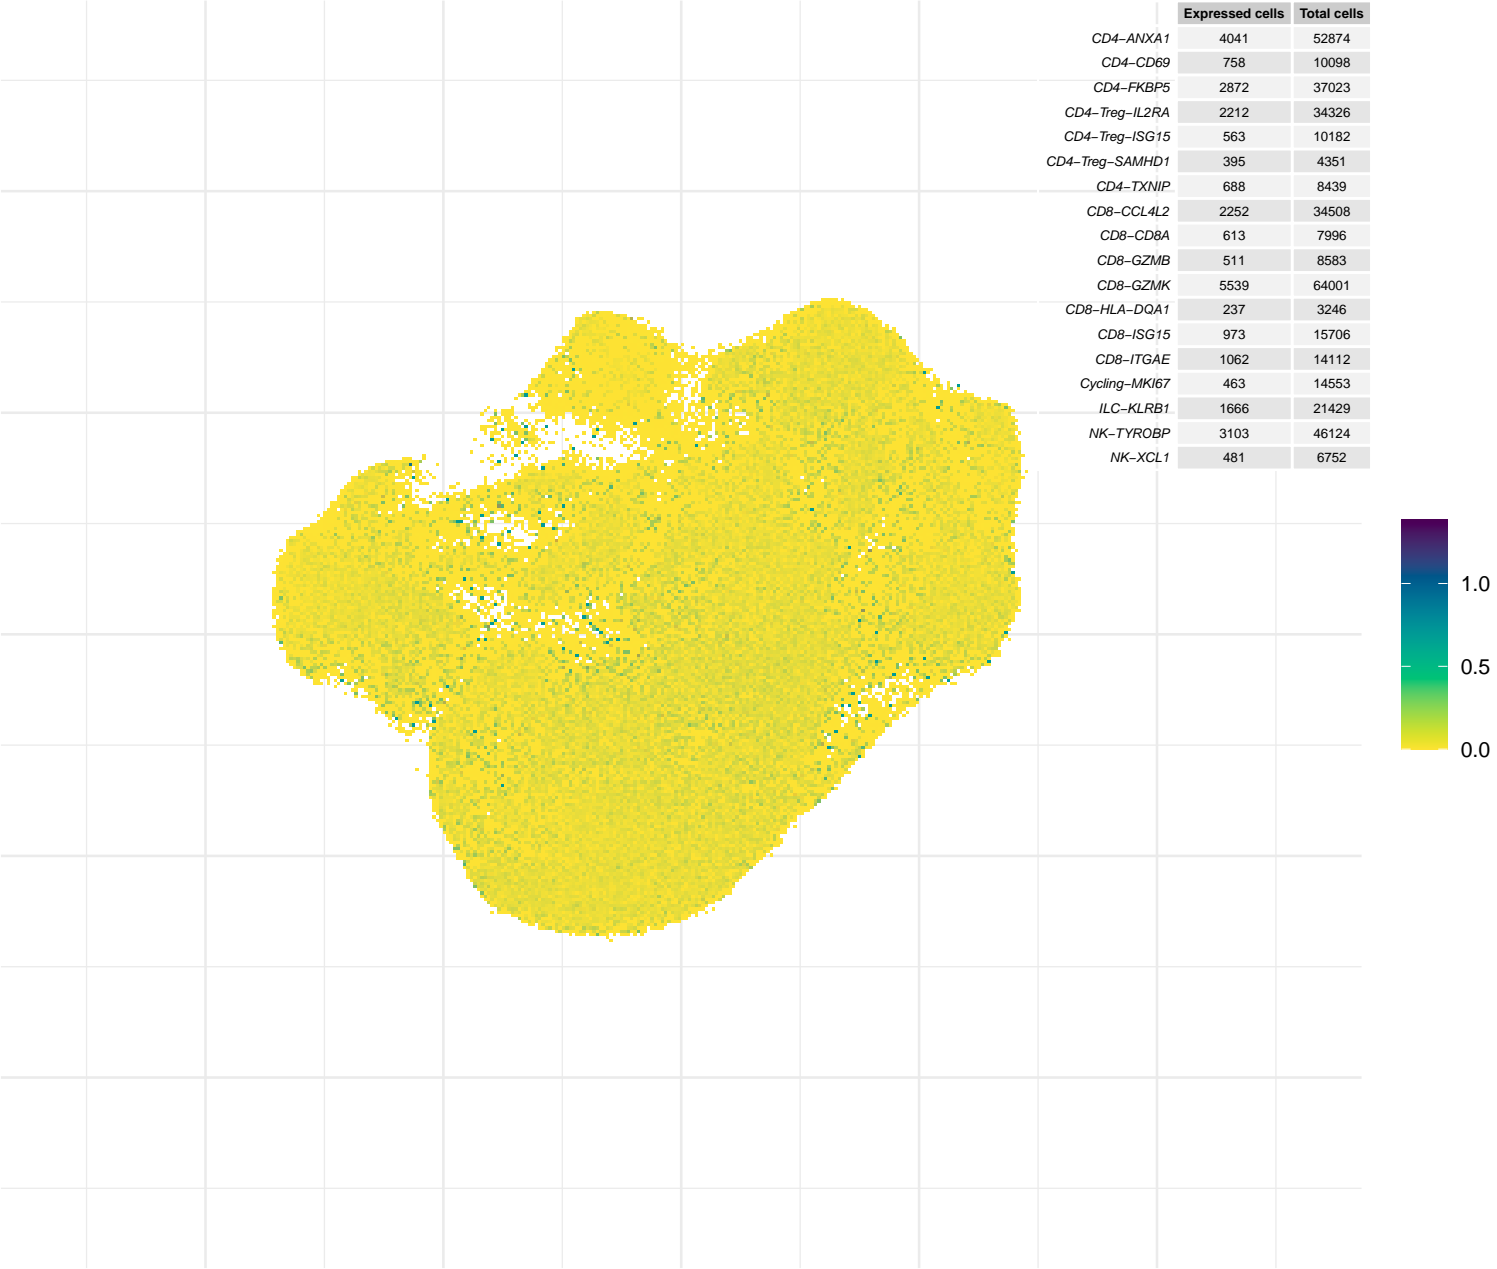 Expressed cells Total cells
CD4−ANXA1 4041 52874
CD4−CD69 758 10098
CD4−FKBP5 2872 37023
CD4−Treg−IL2RA 2212 34326
CD4−Treg−ISG15 563 10182
CD4−Treg−SAMHD1 395 4351
CD4−TXNIP 688 8439
CD8−CCL4L2 2252 34508
CD8−CD8A 613 7996
CD8−GZMB 511 8583
CD8−GZMK 5539 64001
CD8−HLA−DQA1 237 3246
CD8−ISG15 973 15706
CD8−ITGAE 1062 14112
Cycling−MKI67 463 14553
ILC−KLRB1 1666 21429
NK−TYROBP 3103 46124
NK−XCL1 481 6752
1.0
0.5
0.0